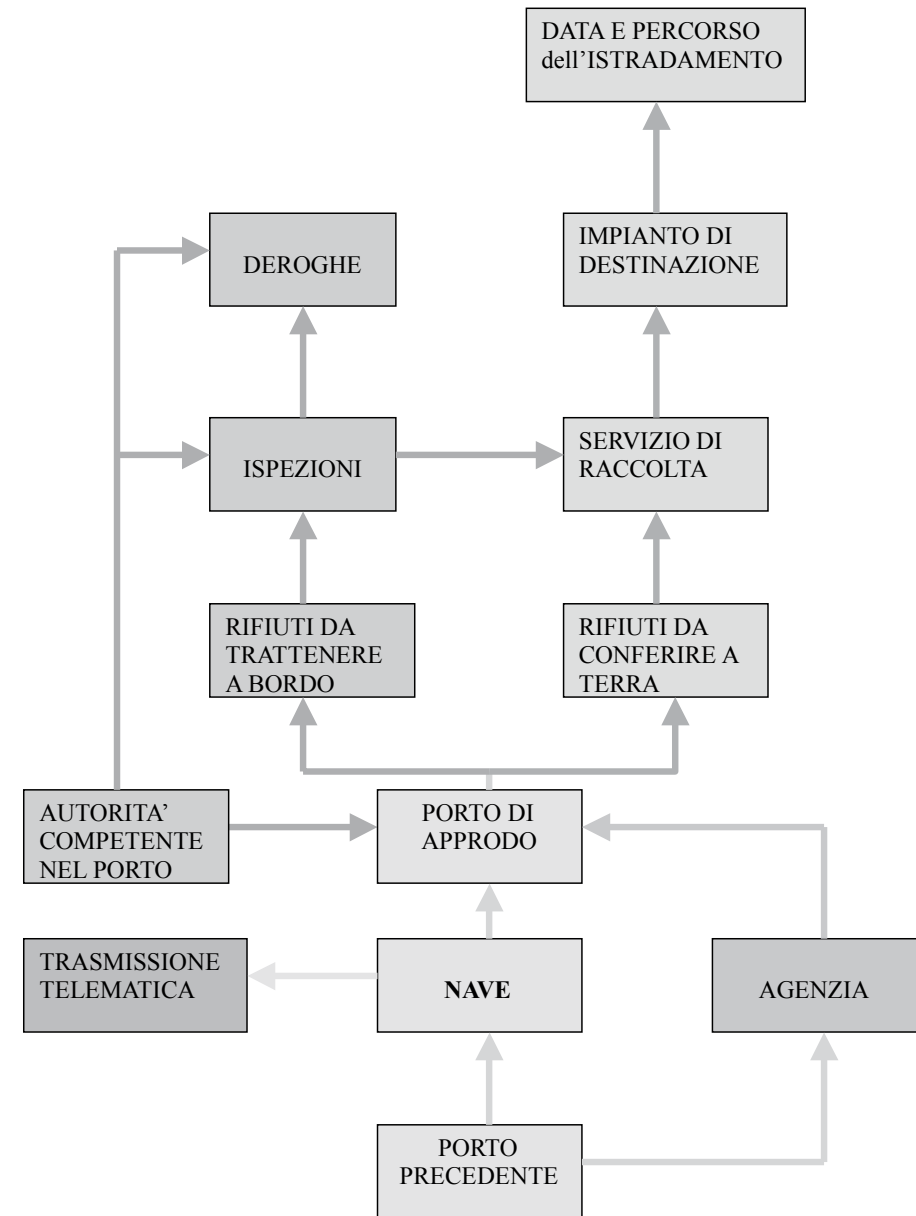 DATA E PERCORSO
dell’ISTRADAMENTO
DEROGHE
IMPIANTO DI
DESTINAZIONE
ISPEZIONI
SERVIZIO DI
RACCOLTA
RIFIUTI DA
TRATTENERE
A BORDO
RIFIUTI DA
CONFERIRE A
TERRA
AUTORITA’
COMPETENTE
NEL PORTO
PORTO DI
APPRODO
TRASMISSIONE
TELEMATICA
NAVE
AGENZIA
PORTO
PRECEDENTE